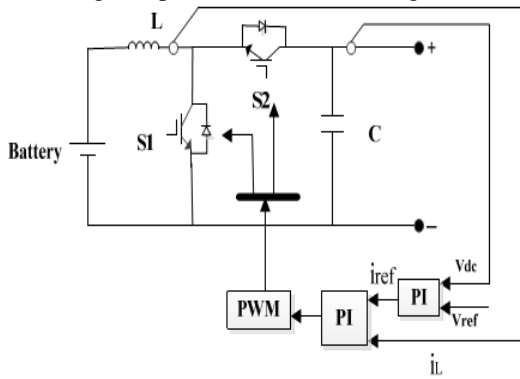 L
S2
+
Battery
S1
C
−
iref
Vdc
PWM
PI
PI
Vref
iL